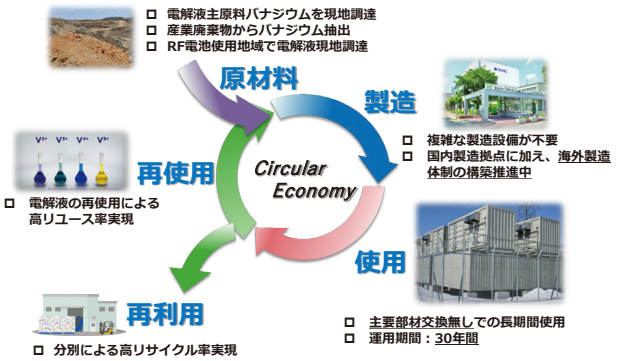 □ 電解液主原料バナジウムを現地調達
□ 産業廃棄物からバナジウム抽出
□ RF電池使用地域で電解液現地調達
原材料
製造
□ 複雑な製造設備が不要
□ 国内製造拠点に加え、海外製造
体制の構築推進中
V⁵⁺
V⁴⁺
再使用
Circular
Economy
□ 電解液の再使用による
高リユース率実現
使用
□ 主要部材交換無しでの長期間使用
□ 運用期間：30年間
再利用
□ 分別による高リサイクル率実現